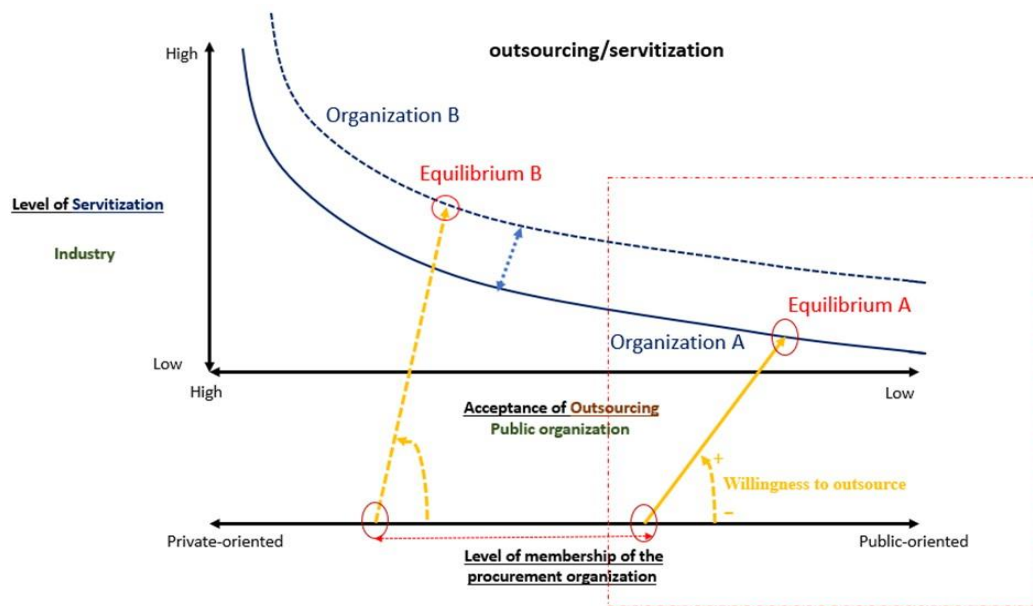 outsourcing/servitization
High
Organization B
Equilibrium B
Level of Servitization
Industry
Equilibrium A
Organization A
Low
High
Low
Acceptance of Outsourcing
Public organization
+
Willingness to outsource
–
Private-oriented
Public-oriented
Level of membership of the
procurement organization